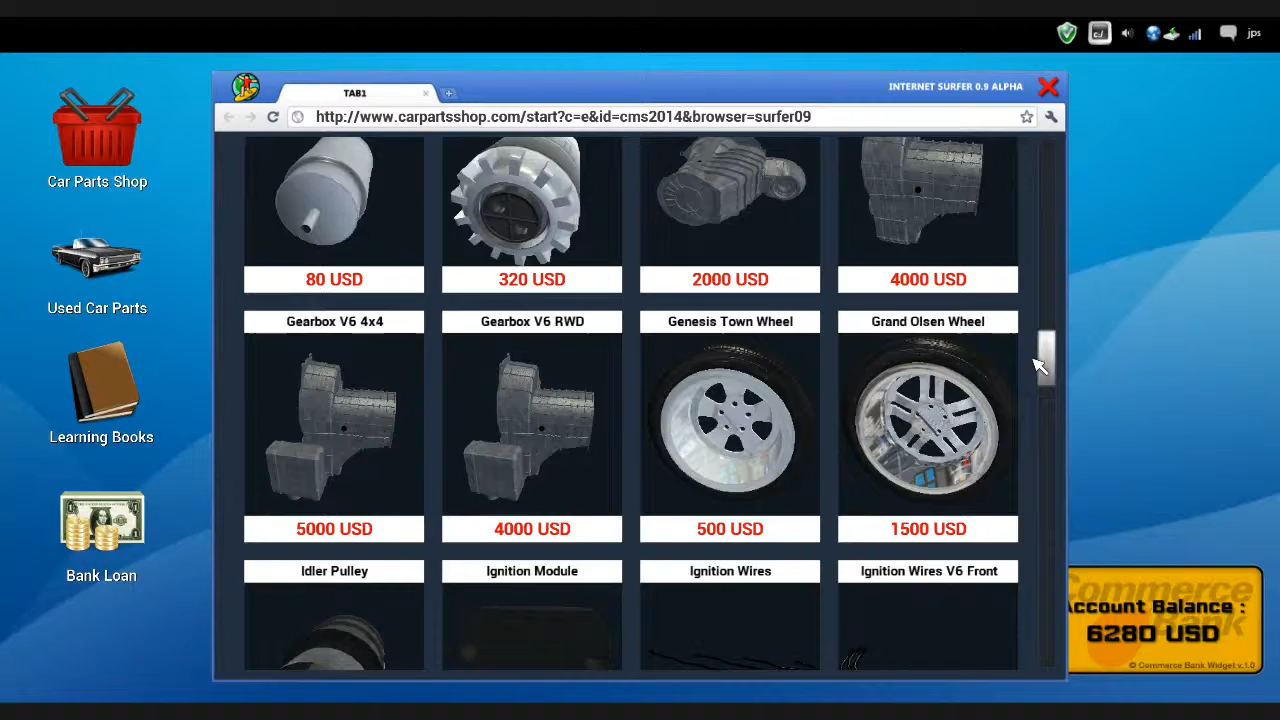 c:/
jps
TAB1
INTERNET SURFER 0.9 ALPHA
http://www.carpartsshop.com/start?c=e&id=cms2014&browser=surfer09
Car Parts Shop
Used Car Parts
Learning Books
Bank Loan
80 USD
320 USD
2000 USD
4000 USD
Gearbox V6 4x4
Gearbox V6 RWD
Genesis Town Wheel
Grand Olsen Wheel
5000 USD
4000 USD
500 USD
1500 USD
Idler Pulley
Ignition Module
Ignition Wires
Ignition Wires V6 Front
Commerce
Bank
Account Balance :
6280 USD
© Commerce Bank Widget v.1.0